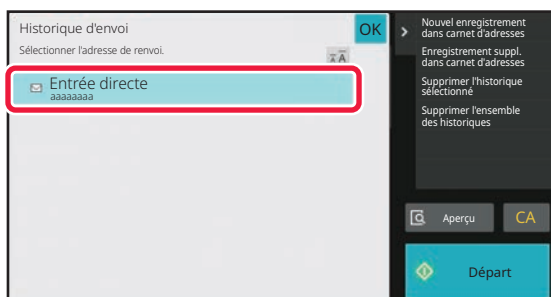 Historique d'envoi
OK
Sélectionner l'adresse de renvoi.
Entrée directe
aaaaaaaa
Nouvel enregistrement
dans carnet d'adresses
Enregistrement suppl.
dans carnet d'adresses
Supprimer l'historique
sélectionné
Supprimer l'ensemble
des historiques
Aperçu
CA
Départ